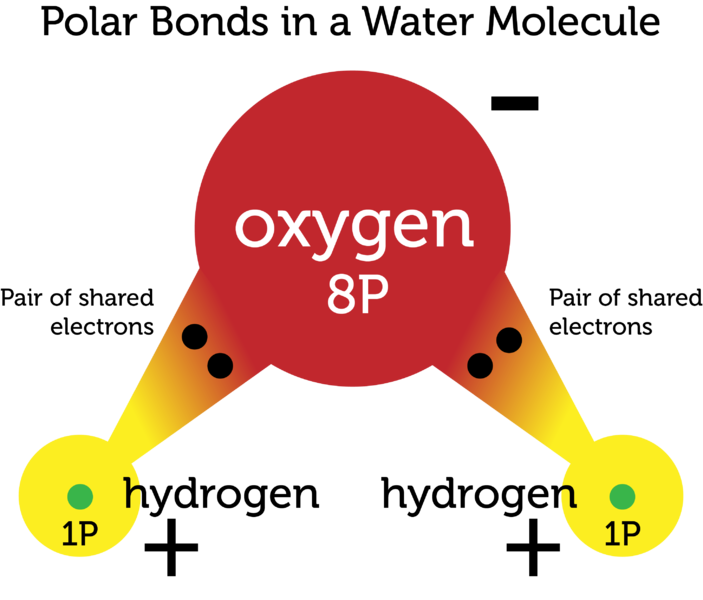 Polar Bonds in a Water Molecule
−
oxygen
8P
Pair of shared
electrons
Pair of shared
electrons
hydrogen
1P
+
hydrogen
1P
+